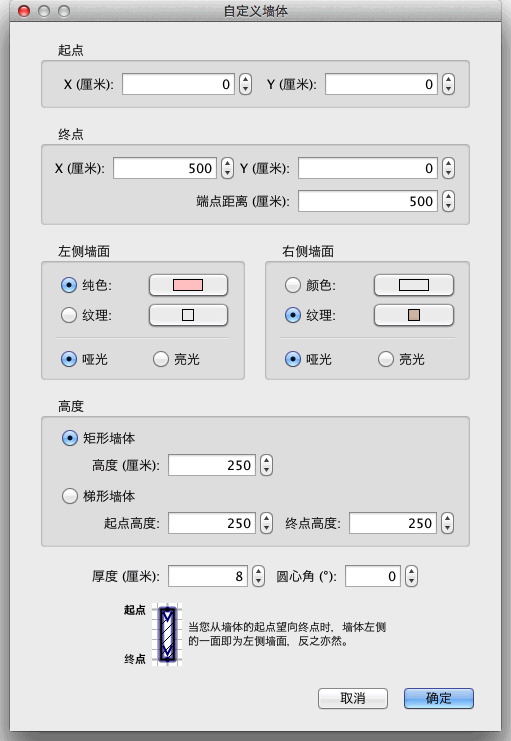 自定义墙体
起点
X (厘米): 0 Y (厘米): 0
终点
X (厘米): 500 Y (厘米): 0
端点距离 (厘米): 500
左侧墙面 右侧墙面
纯色: 颜色:
纹理: 纹理:
哑光 亮光 哑光 亮光
高度
矩形墙体
高度 (厘米): 250
梯形墙体
起点高度: 250 终点高度: 250
厚度 (厘米): 8 圆心角 (°): 0
起点
当您从墙体的起点望向终点时，墙体左侧
的一面即为左侧墙面，反之亦然。
终点
取消 确定